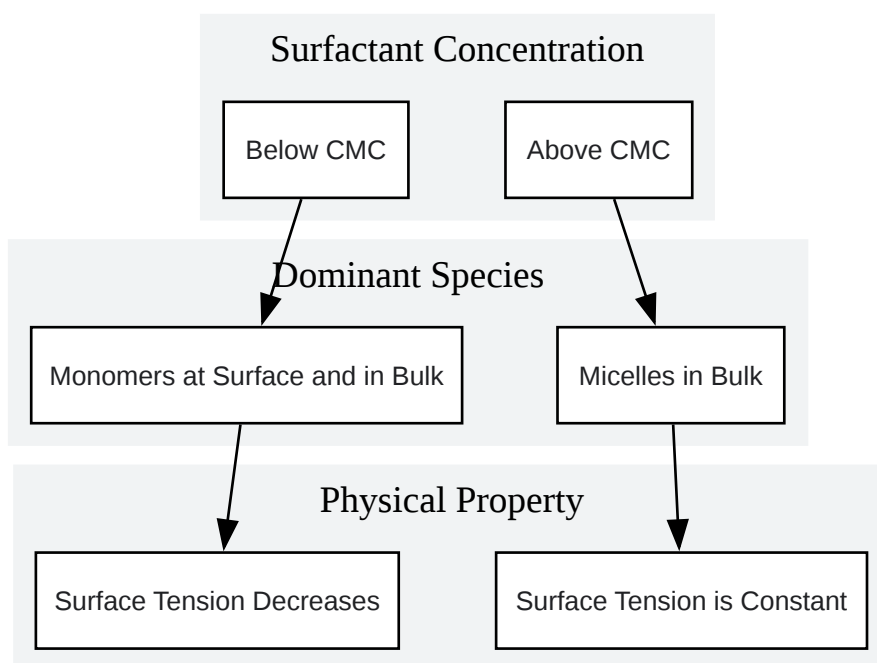 Surfactant Concentration
Below CMC
Above CMC
Dominant Species
Monomers at Surface and in Bulk
Micelles in Bulk
Physical Property
Surface Tension Decreases
Surface Tension is Constant